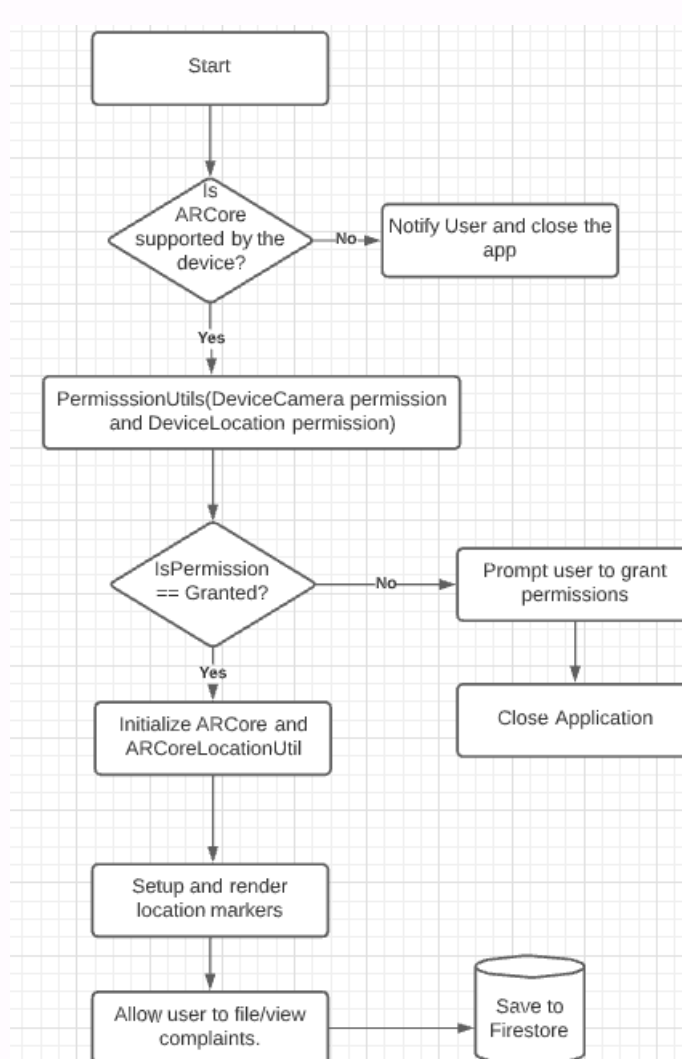 Start
Is
ARCore
supported by the
device?
No
Notify User and close the
app
Yes
PermisssionUtils(DeviceCamera permission
and DeviceLocation permission)
IsPermission
== Granted?
No
Prompt user to grant
permissions
Yes
Close Application
Initialize ARCore and
ARCoreLocationUtil
Setup and render
location markers
Allow user to file/view
complaints.
Save to
Firestore